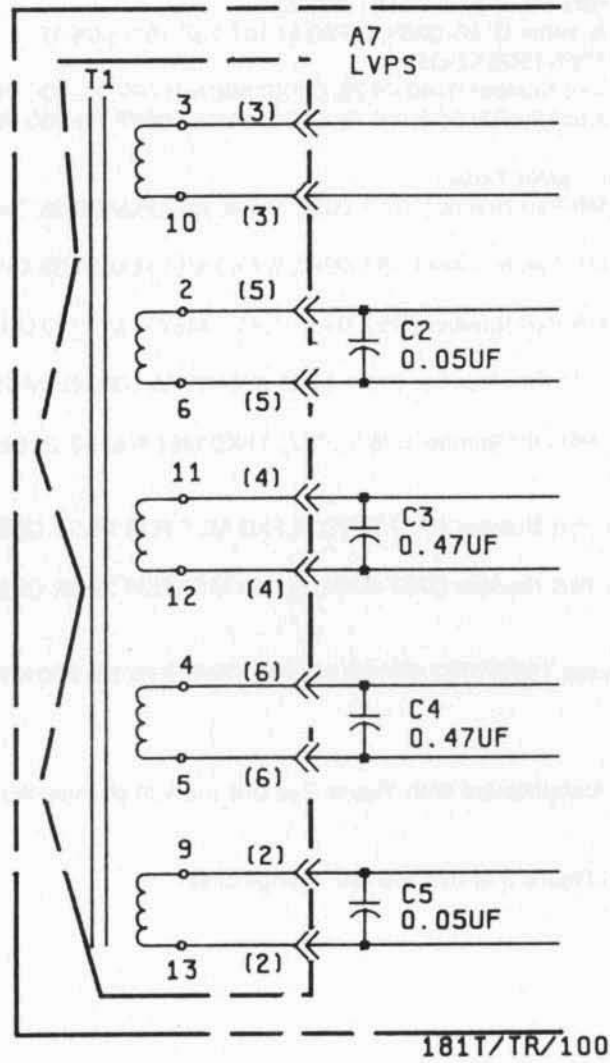 A7
LVPS
T1
3 (3)
10 (3)
2 (5)
C2
0.05UF
6 (5)
11 (4)
C3
0.47UF
12 (4)
4 (6)
C4
0.47UF
5 (6)
9 (2)
C5
0.05UF
13 (2)
181T/TR/100